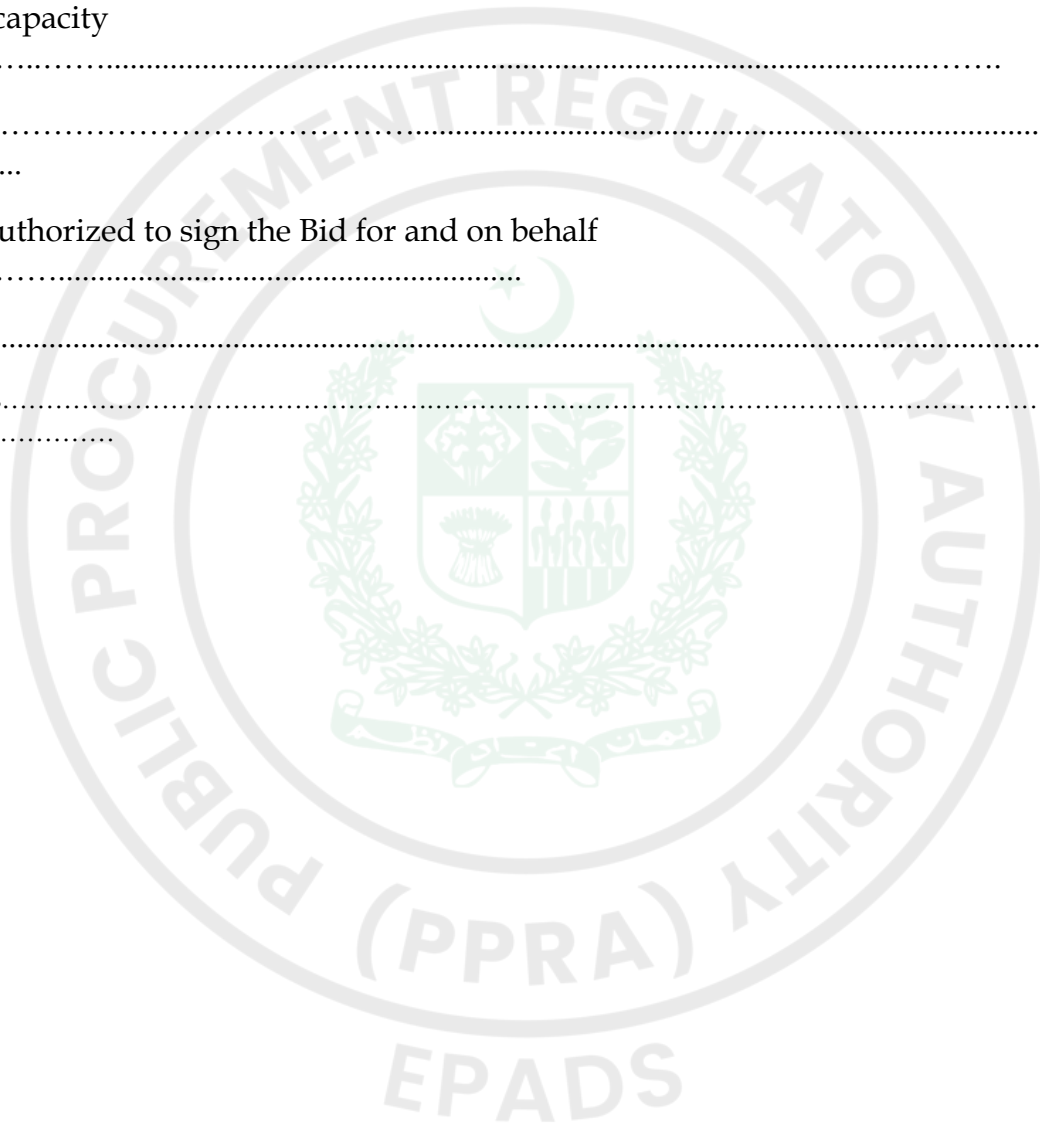 capacity
…..……...............................................................................................................……..
……………………………………...............................................................................
...
uthorized to sign the Bid for and on behalf
……...............................................................
.......................................................................................................................
.......................................................................................................................
..............
PUBLIC PROCUREMENT REGULATORY AUTHORITY
(PPRA)
EPADS